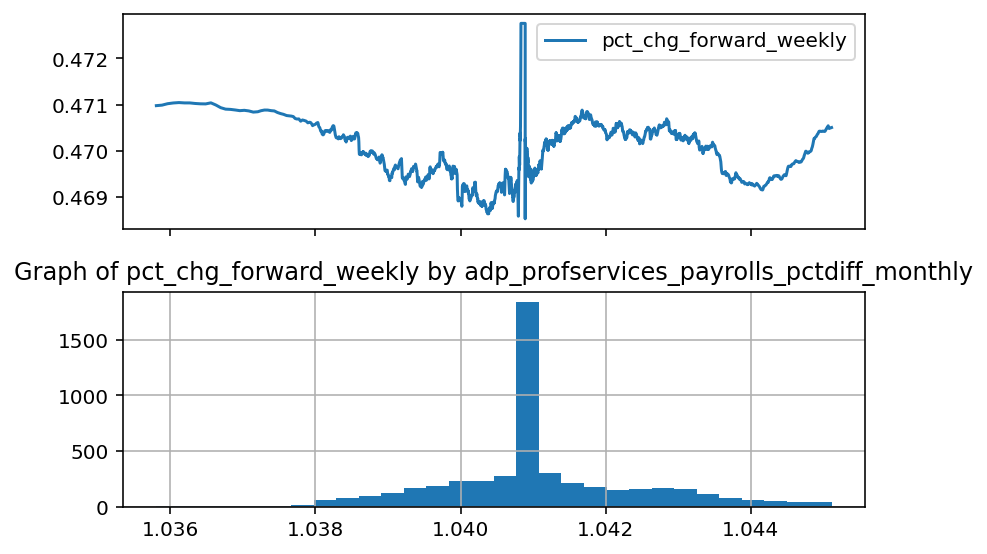 pct_chg_forward_weekly
0.472
0.471
0.470
0.469
Graph of pct_chg_forward_weekly by adp_profservices_payrolls_pctdiff_monthly
1500
1000
500
0
1.036 1.038 1.040 1.042 1.044